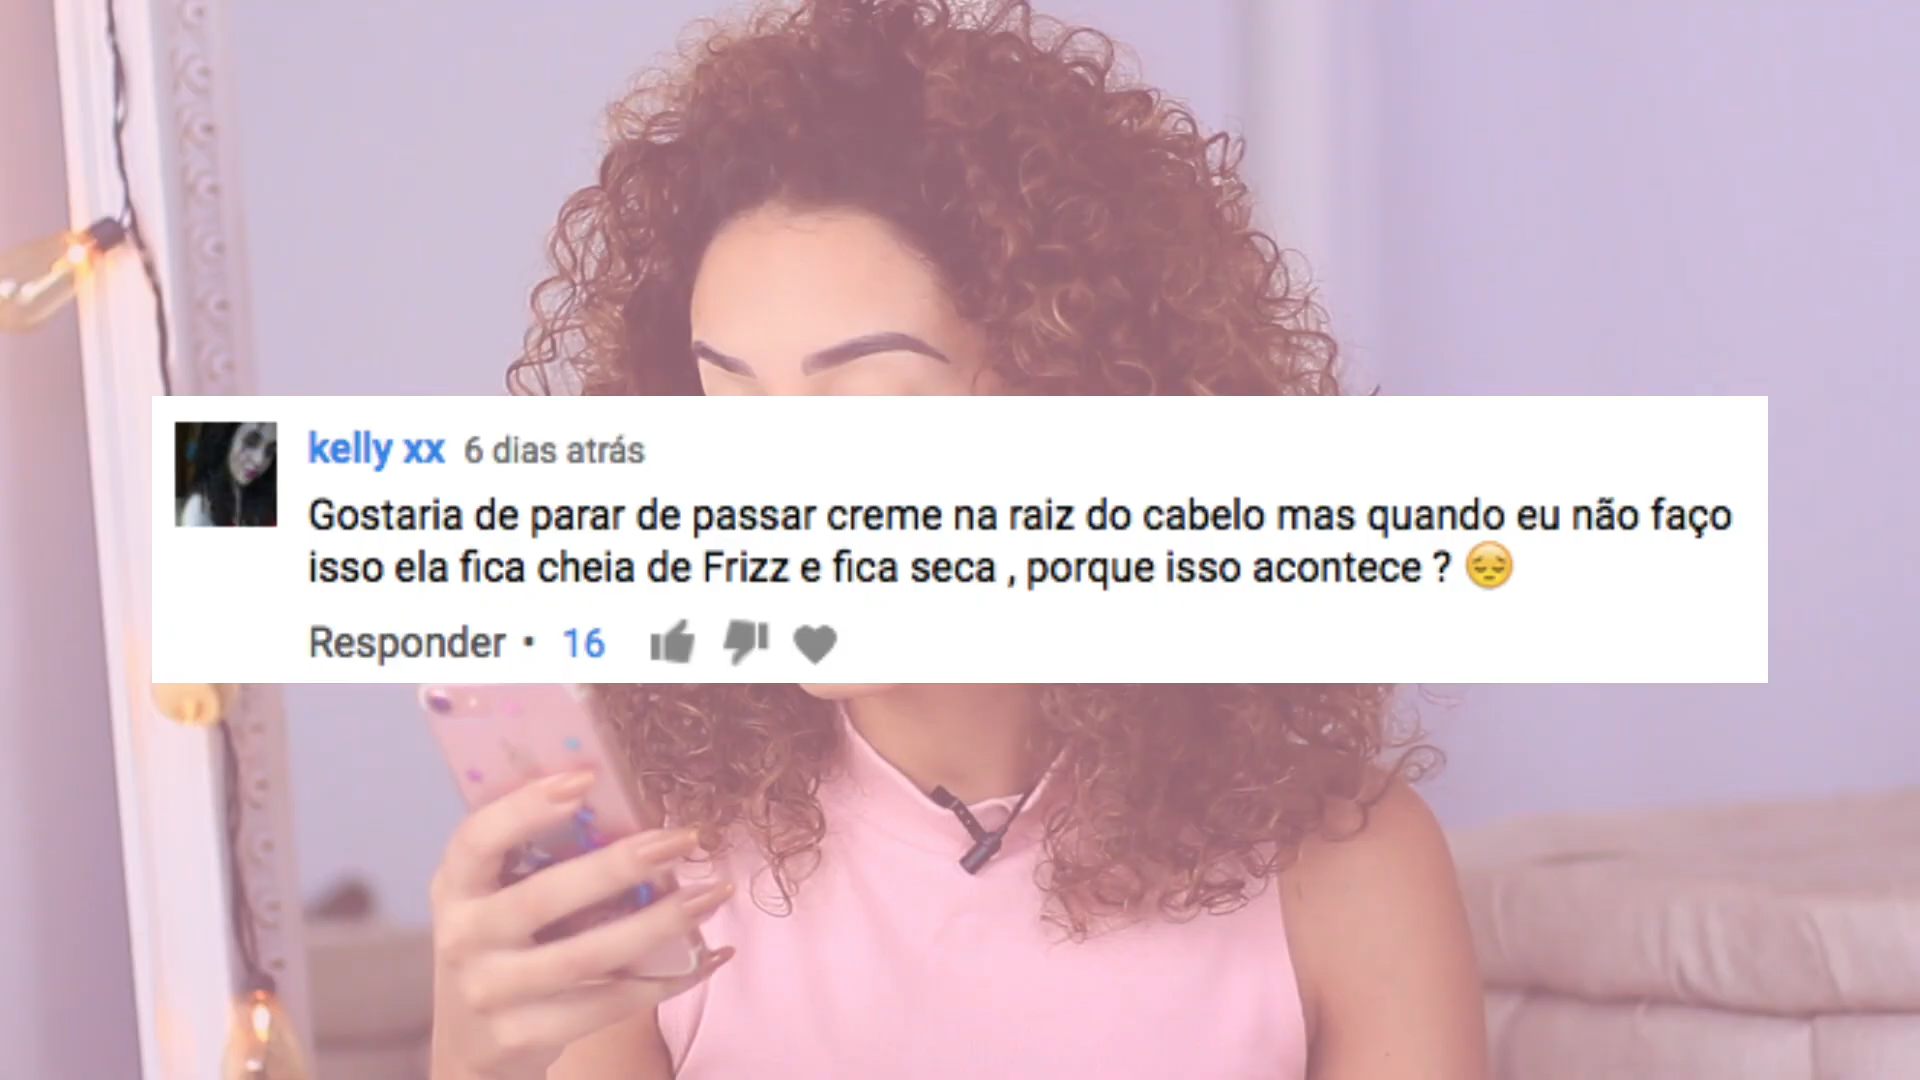 kelly xx 6 dias atrás
Gostaria de parar de passar creme na raiz do cabelo mas quando eu não faço
isso ela fica cheia de Frizz e fica seca , porque isso acontece ? 😔
Responder • 16